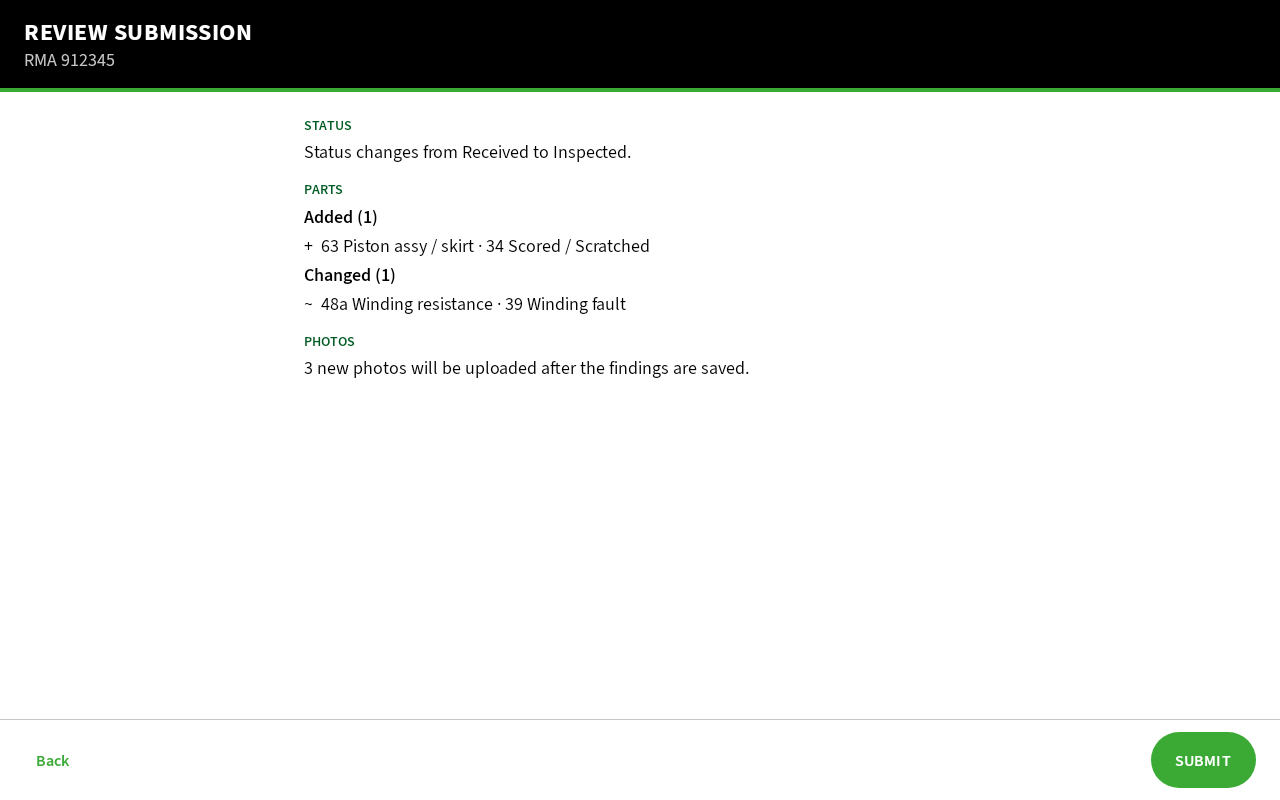 REVIEW SUBMISSION
RMA 912345
STATUS
Status changes from Received to Inspected.
PARTS
Added (1)
+ 63 Piston assy / skirt · 34 Scored / Scratched
Changed (1)
~ 48a Winding resistance · 39 Winding fault
PHOTOS
3 new photos will be uploaded after the findings are saved.
Back
SUBMIT